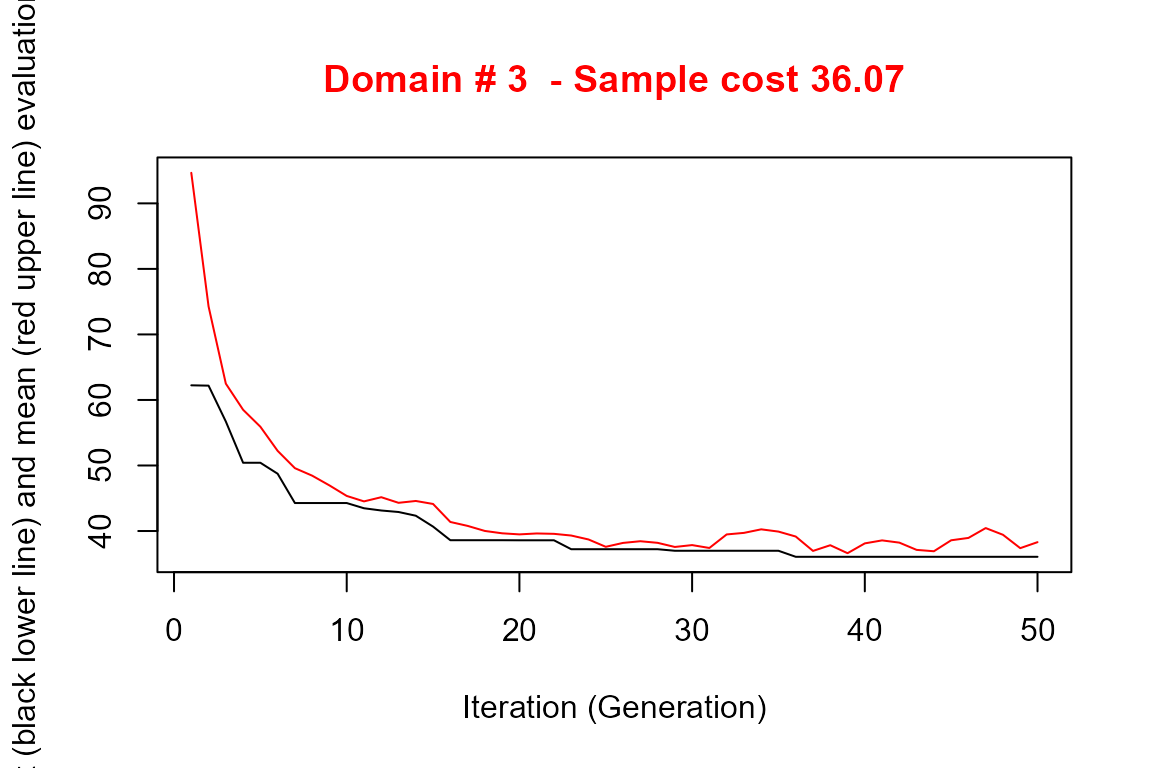 Domain # 3  - Sample cost 36.07
(black lower line) and mean (red upper line) evaluation
90
80
70
60
50
40
0 10 20 30 40 50
Iteration (Generation)